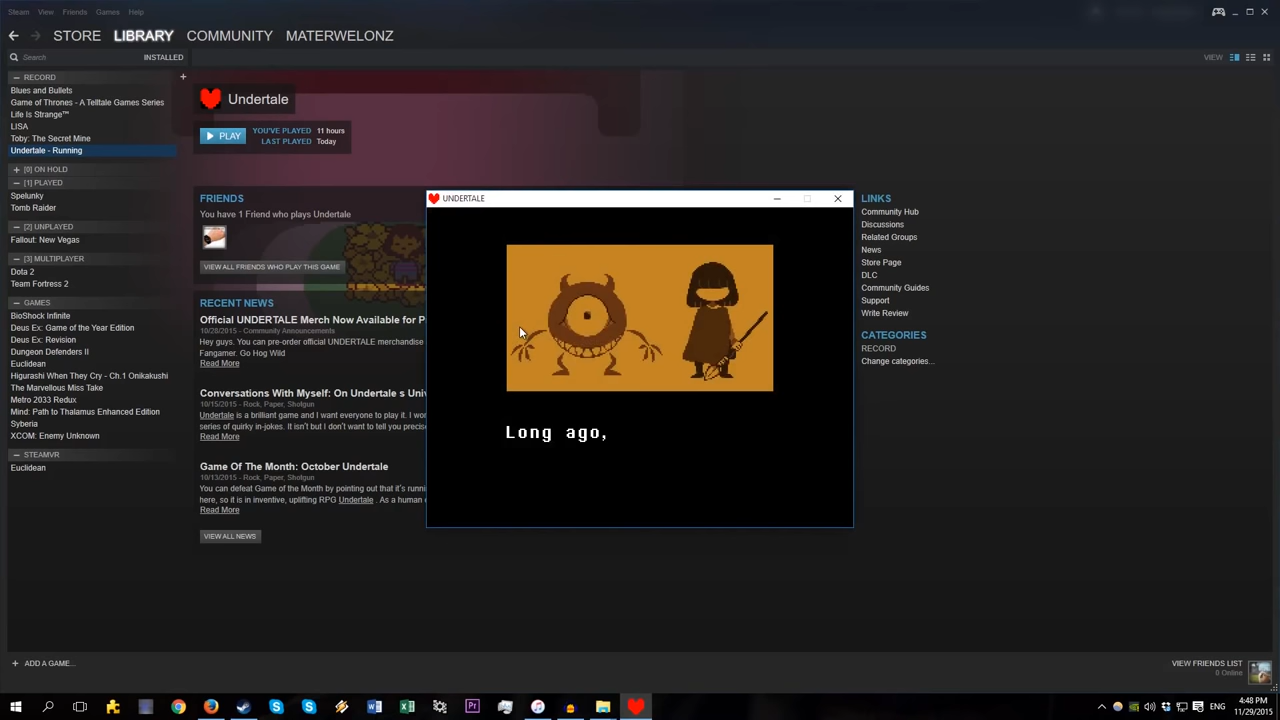 Steam View Friends Games Help
STORE LIBRARY COMMUNITY MATERWELONZ
Search INSTALLED VIEW
RECORD
Blues and Bullets
Game of Thrones - A Telltale Games Series
Life Is Strange™
LISA
Toby: The Secret Mine
Undertale - Running
[0] ON HOLD
[1] PLAYED
Spelunky
Tomb Raider
[2] UNPLAYED
Fallout: New Vegas
[3] MULTIPLAYER
Dota 2
Team Fortress 2
GAMES
BioShock Infinite
Deus Ex: Game of the Year Edition
Deus Ex: Revision
Dungeon Defenders II
Euclidean
Higurashi When They Cry - Ch.1 Onikakushi
The Marvellous Miss Take
Metro 2033 Redux
Mind: Path to Thalamus Enhanced Edition
Syberia
XCOM: Enemy Unknown
STEAMVR
Euclidean
ADD A GAME...
Undertale
PLAY
YOU'VE PLAYED 11 hours
LAST PLAYED Today
FRIENDS
You have 1 Friend who plays Undertale
VIEW ALL FRIENDS WHO PLAY THIS GAME
RECENT NEWS
Official UNDERTALE Merch Now Available for P
10/28/2015 - Community Announcements
Hey guys. You can pre-order official UNDERTALE merchandise
Fangamer. Go Hog Wild
Read More
Conversations With Myself: On Undertale s Uni
10/15/2015 - Rock, Paper, Shotgun
Undertale is a brilliant game and I want everyone to play it. I wor
series of quirky in-jokes. It isn't but I don't want to tell you precise
Read More
Game Of The Month: October Undertale
10/13/2015 - Rock, Paper, Shotgun
You can defeat Game of the Month by pointing out that it's runni
here, so it is in inventive, uplifting RPG Undertale . As a human c
Read More
VIEW ALL NEWS
UNDERTALE
Long ago,
LINKS
Community Hub
Discussions
Related Groups
News
Store Page
DLC
Community Guides
Support
Write Review
CATEGORIES
RECORD
Change categories...
VIEW FRIENDS LIST
0 Online
ENG
4:48 PM
11/29/2015